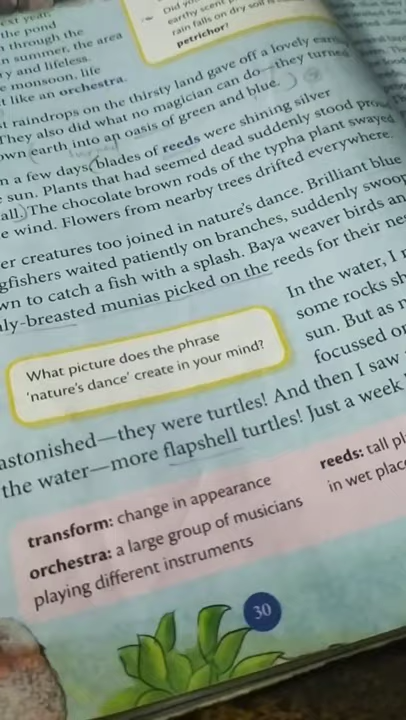 ext year.
the pond
through the
n summer, the area
ry and lifeless.
e monsoon, life
t like an orchestra.
Did you
earthy scent
rain falls on dry soil is
petrichor?
t raindrops on the thirsty land gave off a lovely ear
They also did what no magician can do—they turned
own earth into an oasis of green and blue.
n a few days, blades of reeds were shining silver
sun. Plants that had seemed dead suddenly stood prou
all. The chocolate brown rods of the typha plant swayed
e wind. Flowers from nearby trees drifted everywhere.
er creatures too joined in nature's dance. Brilliant blue
gfishers waited patiently on branches, suddenly swoop
wn to catch a fish with a splash. Baya weaver birds an
ly-breasted munias picked on the reeds for their nes
In the water, I
some rocks sh
sun. But as
focussed on
What picture does the phrase
'nature's dance' create in your mind?
astonished—they were turtles! And then I saw
the water—more flapshell turtles! Just a week
transform: change in appearance
orchestra: a large group of musicians
playing different instruments
reeds: tall pl
in wet place
30